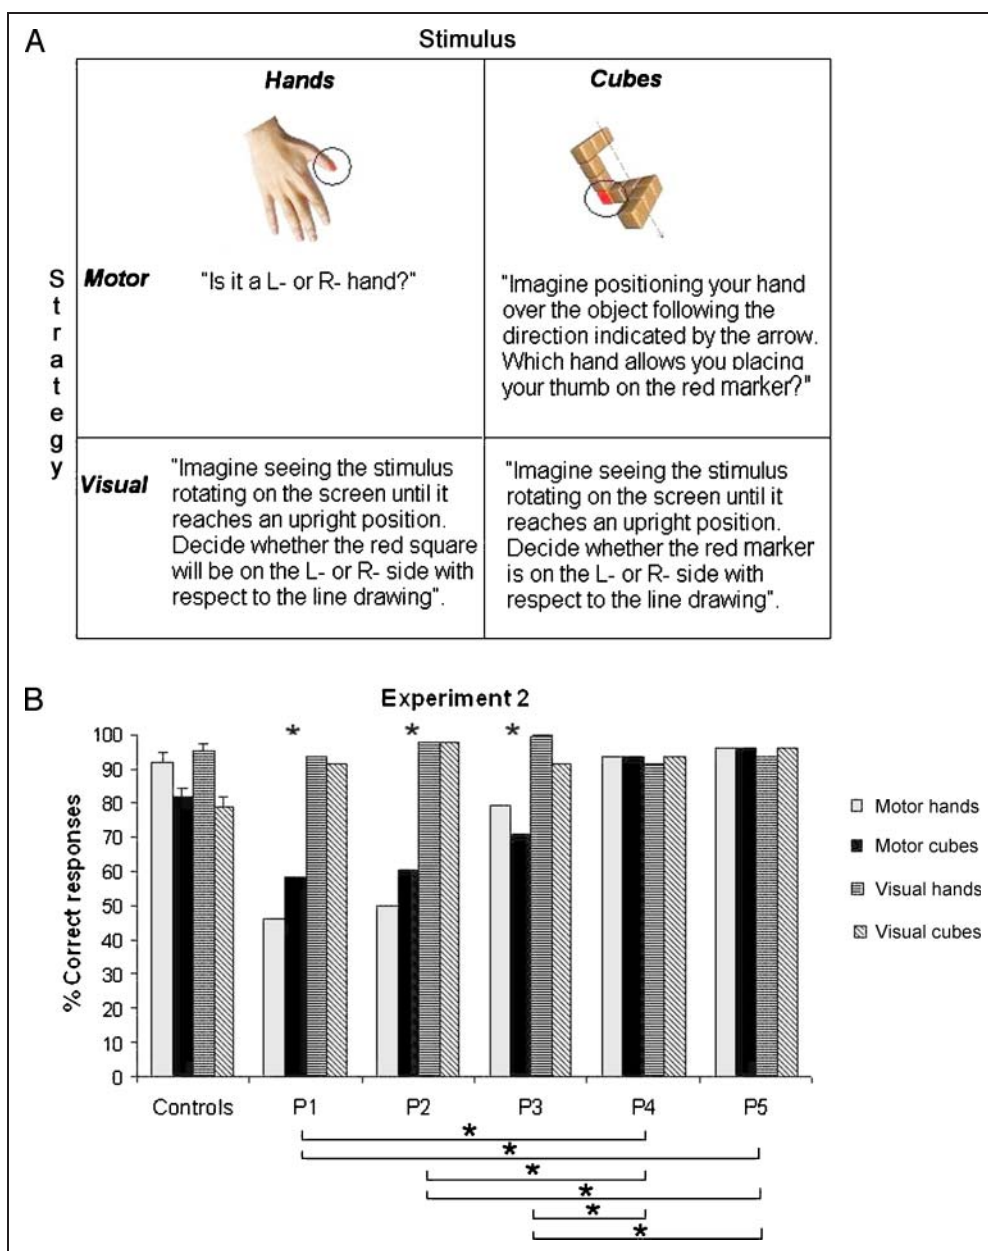 A
Stimulus
Hands
Cubes
Strategy
Motor
"Is it a L- or R- hand?"
"Imagine positioning your hand
over the object following the
direction indicated by the arrow.
Which hand allows you placing
your thumb on the red marker?"
Visual
"Imagine seeing the stimulus
rotating on the screen until it
reaches an upright position.
Decide whether the red square
will be on the L- or R- side with
respect to the line drawing".
"Imagine seeing the stimulus
rotating on the screen until it
reaches an upright position.
Decide whether the red marker
is on the L- or R- side with
respect to the line drawing".
B
Experiment 2
* * *
% Correct responses
100
90
80
70
60
50
40
30
20
10
0
Controls P1 P2 P3 P4 P5
Motor hands
Motor cubes
Visual hands
Visual cubes
*
*
*
*
*
*